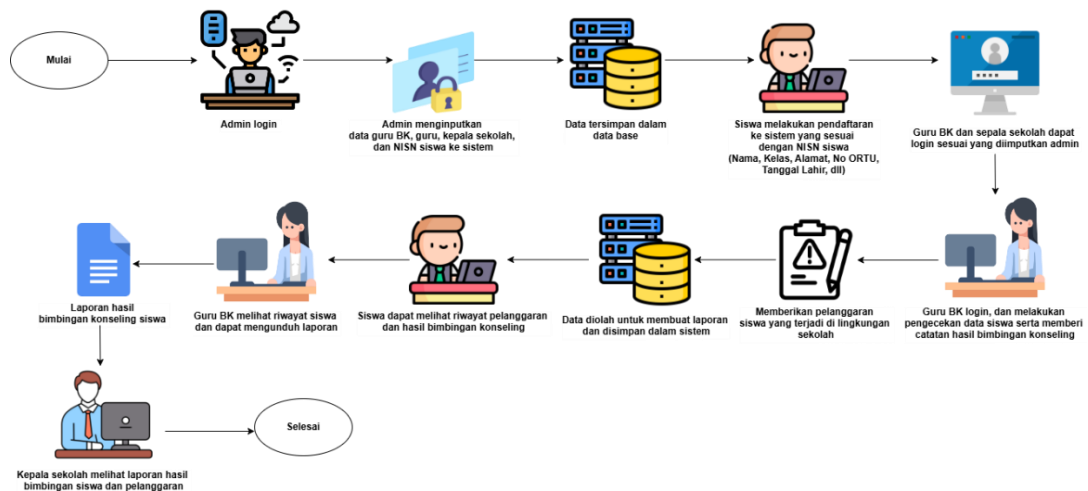 Mulai
Admin login
Admin menginputkan
data guru BK, guru, kepala sekolah,
dan NISN siswa ke sistem
Data tersimpan dalam
data base
Siswa melakukan pendaftaran
ke sistem yang sesuai
dengan NISN siswa
(Nama, Kelas, Alamat, No ORTU,
Tanggal Lahir, dll)
Guru BK dan sepala sekolah dapat
login sesuai yang diimputkan admin
Guru BK login, dan melakukan
pengecekan data siswa serta memberi
catatan hasil bimbingan konseling
Memberikan pelanggaran
siswa yang terjadi di lingkungan
sekolah
Data diolah untuk membuat laporan
dan disimpan dalam sistem
Siswa dapat melihat riwayat pelanggaran
dan hasil bimbingan konseling
Guru BK melihat riwayat siswa
dan dapat mengunduh laporan
Laporan hasil
bimbingan konseling siswa
Kepala sekolah melihat laporan hasil
bimbingan siswa dan pelanggaran
Selesai